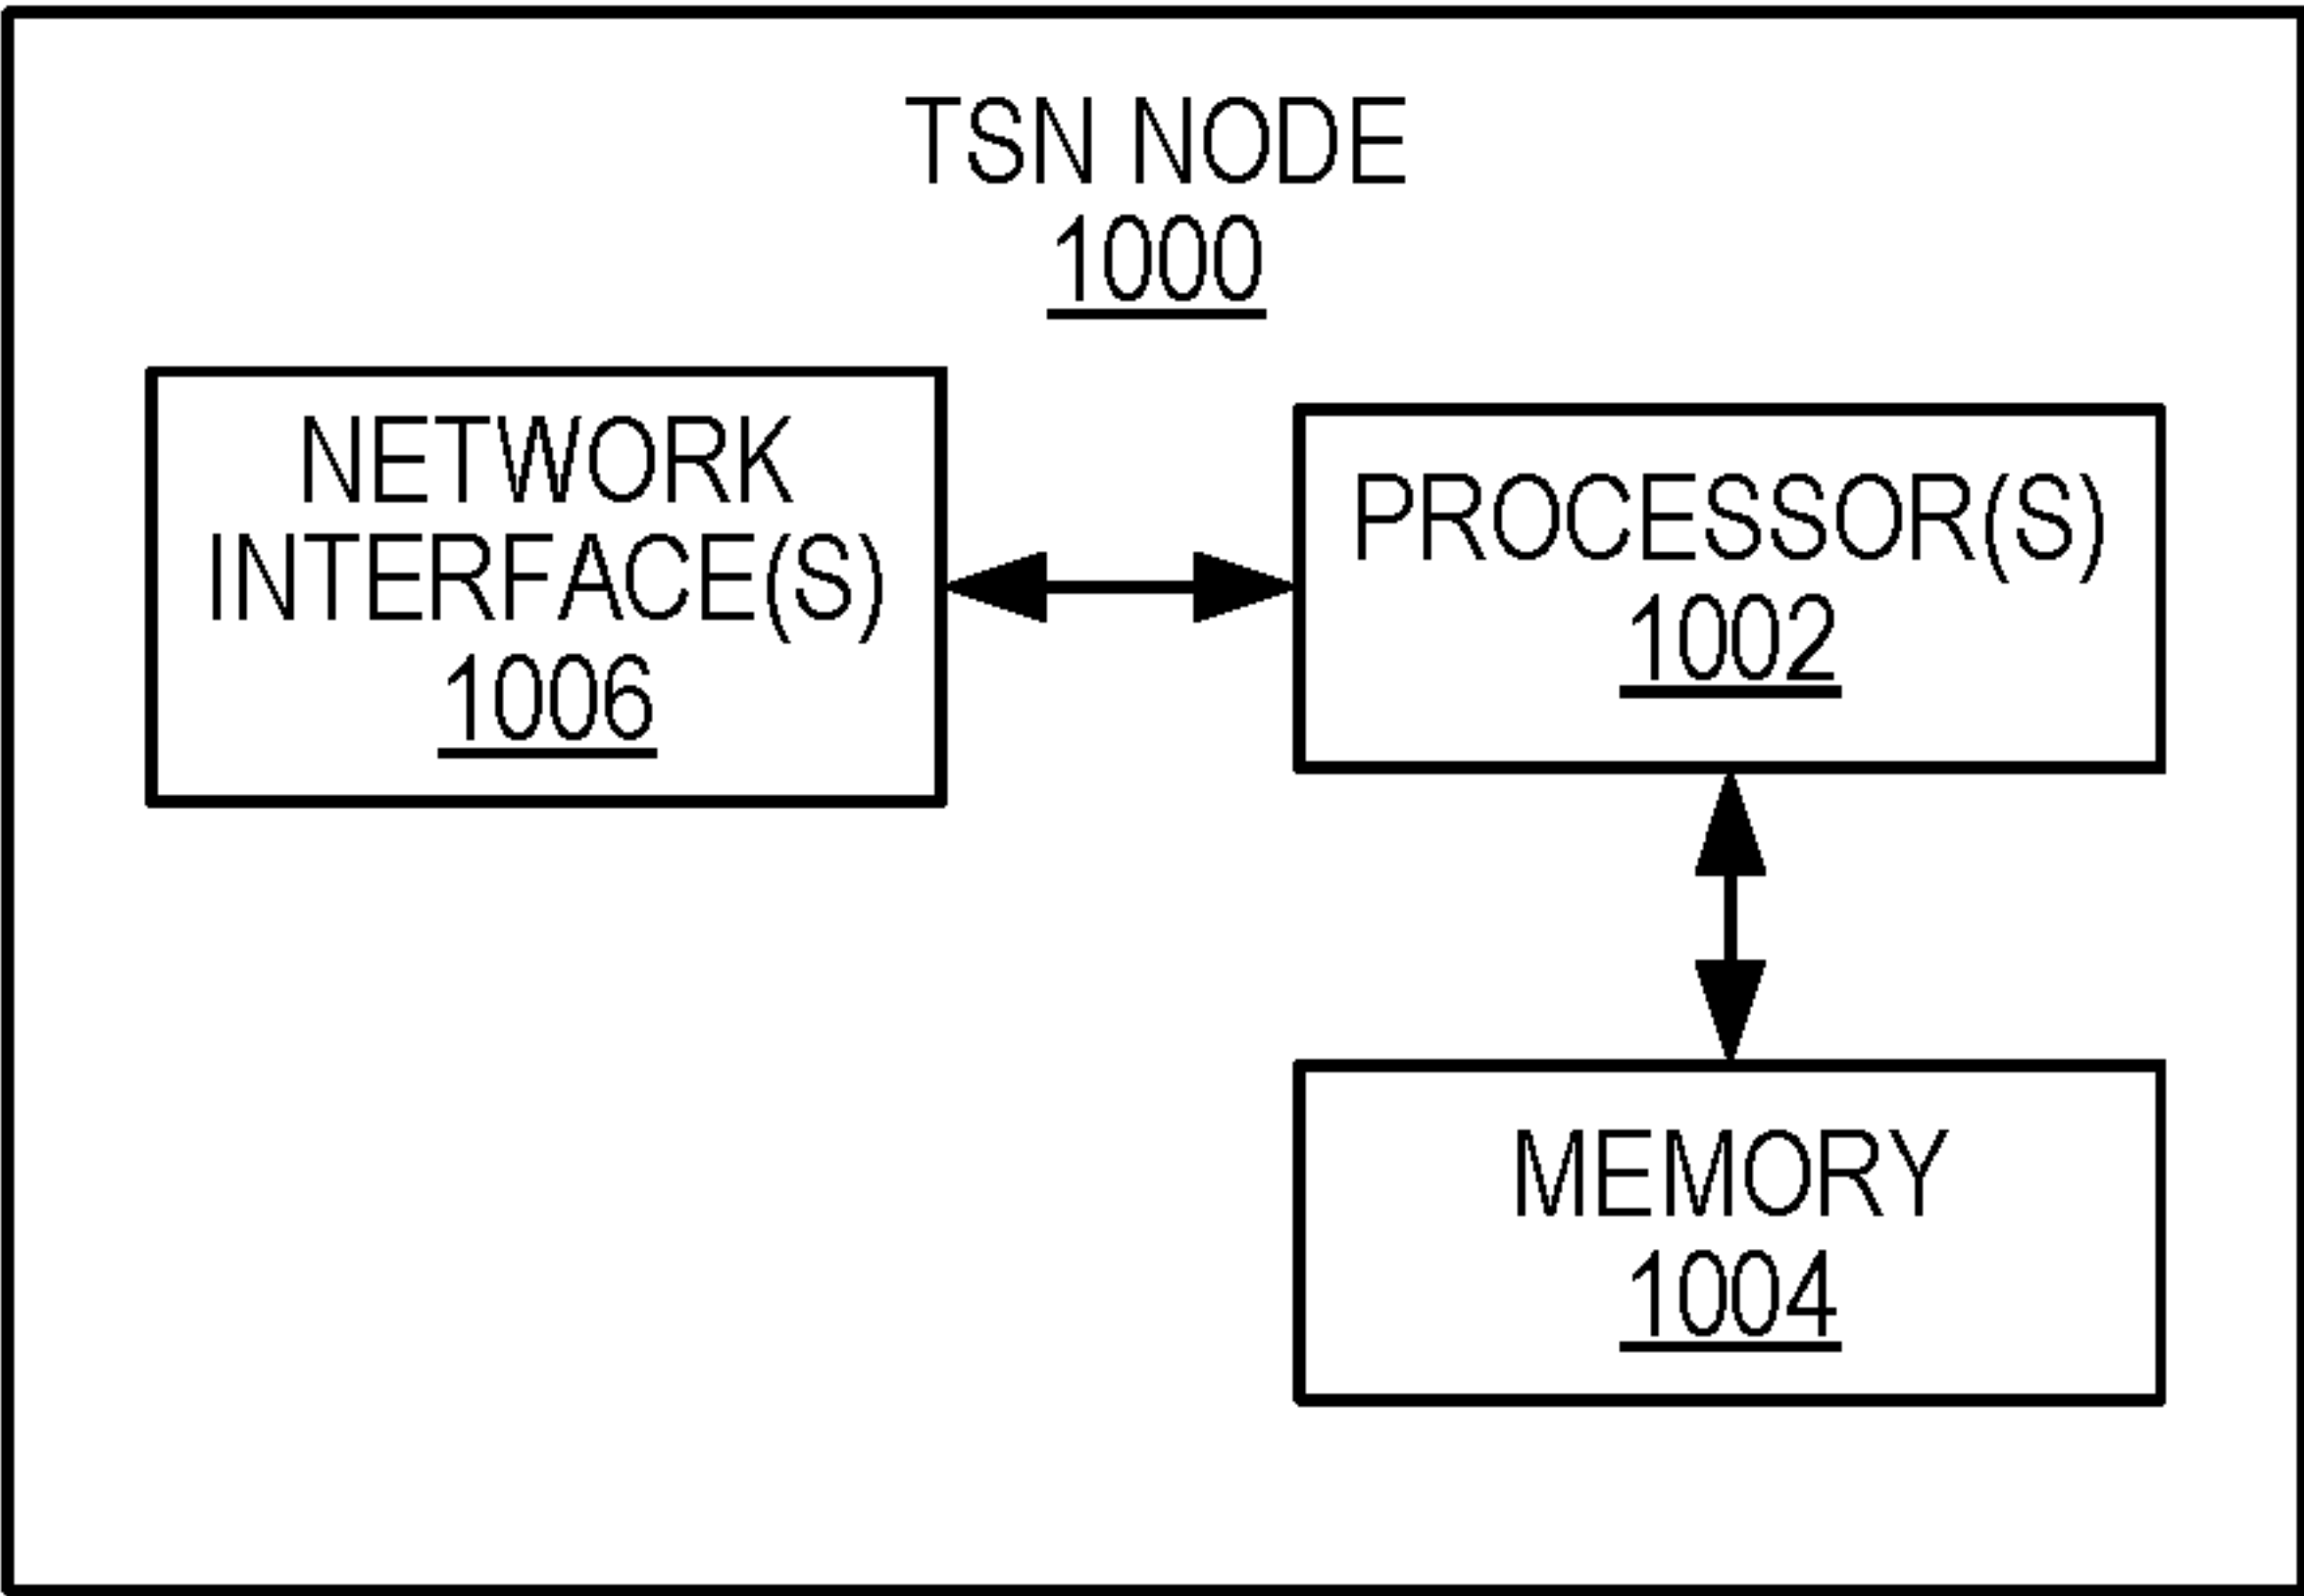 TSN NODE
1000
NETWORK
INTERFACE(S)
1006
PROCESSOR(S)
1002
MEMORY
1004